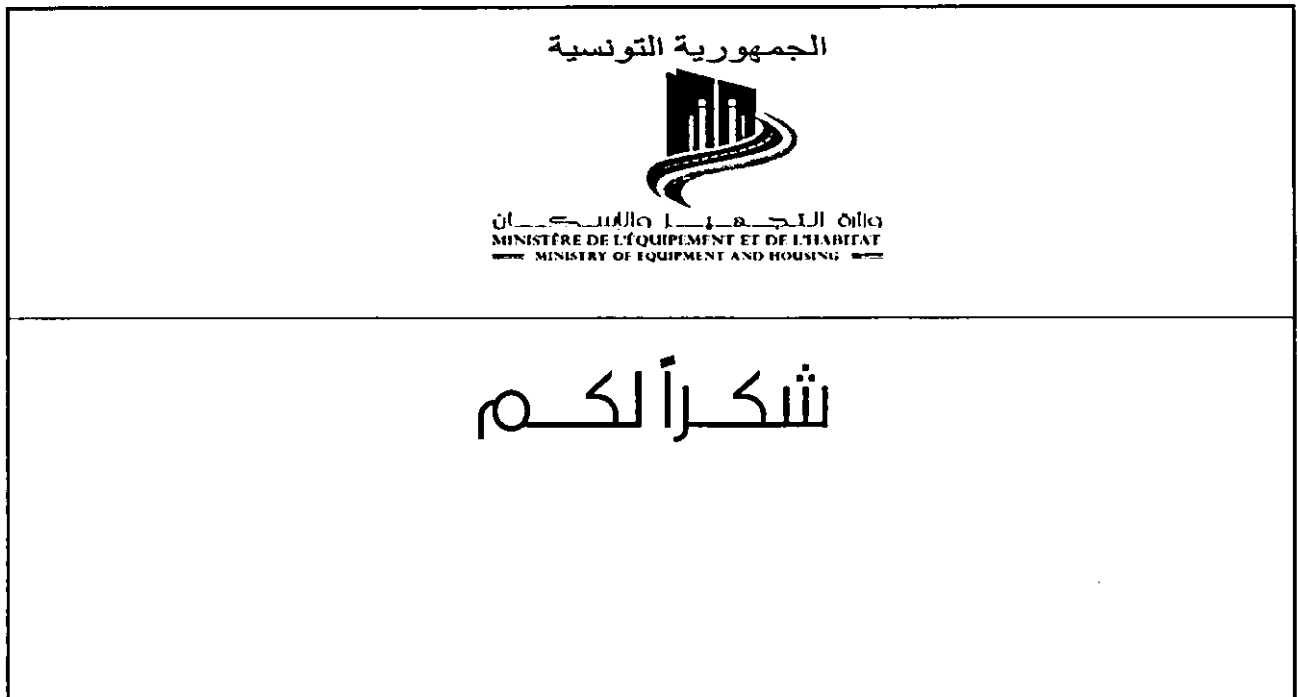 الجمهورية التونسية
وزارة التجهيز والإسكان
MINISTÈRE DE L'ÉQUIPEMENT ET DE L'HABITAT
MINISTRY OF EQUIPMENT AND HOUSING
شكراً لكم